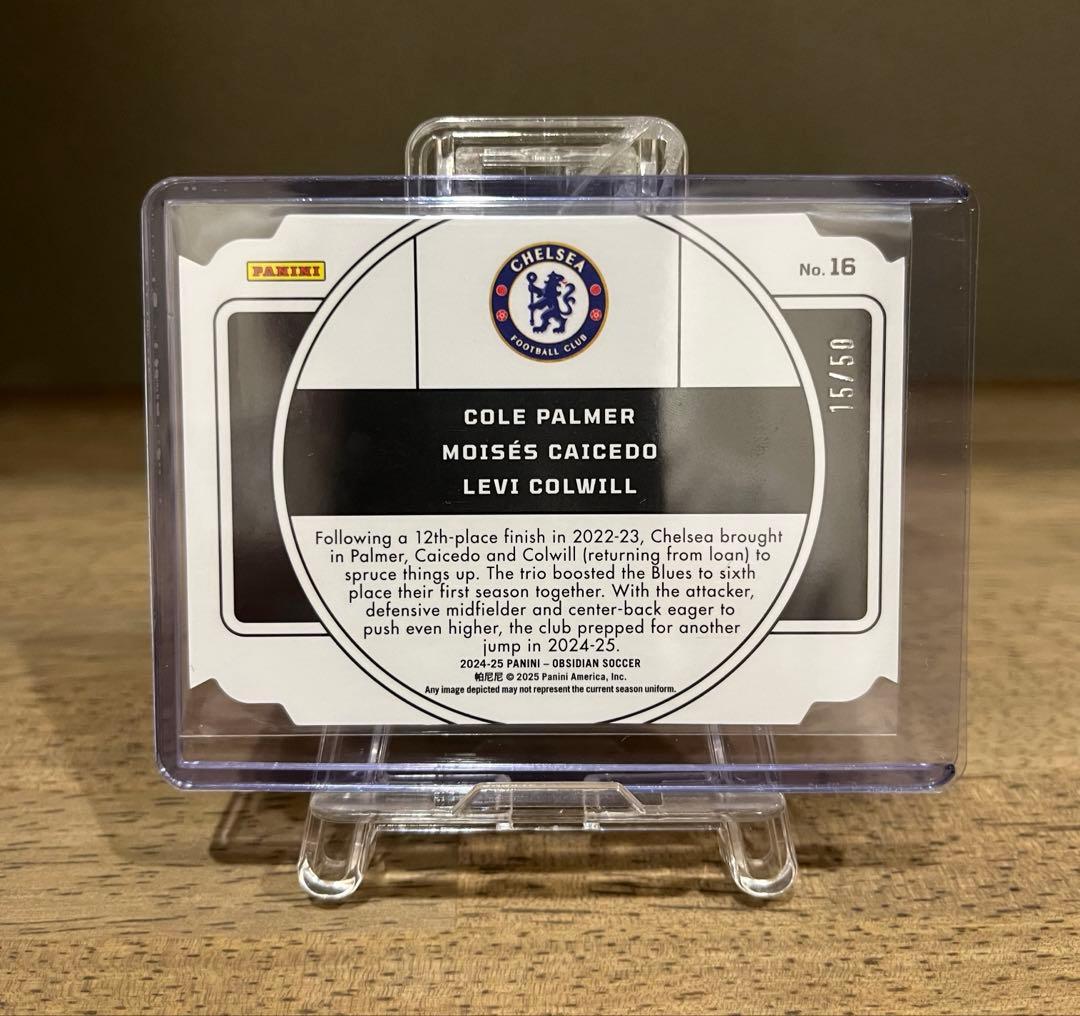 PANINI
CHELSEA
FOOTBALL CLUB
No. 16
15/50
COLE PALMER
MOISÉS CAICEDO
LEVI COLWILL
Following a 12th-place finish in 2022-23, Chelsea brought
in Palmer, Caicedo and Colwill (returning from loan) to
spruce things up. The trio boosted the Blues to sixth
place their first season together. With the attacker,
defensive midfielder and center-back eager to
push even higher, the club prepped for another
jump in 2024-25.
2024-25 PANINI – OBSIDIAN SOCCER
帕尼尼 © 2025 Panini America, Inc.
Any image depicted may not represent the current season uniform.